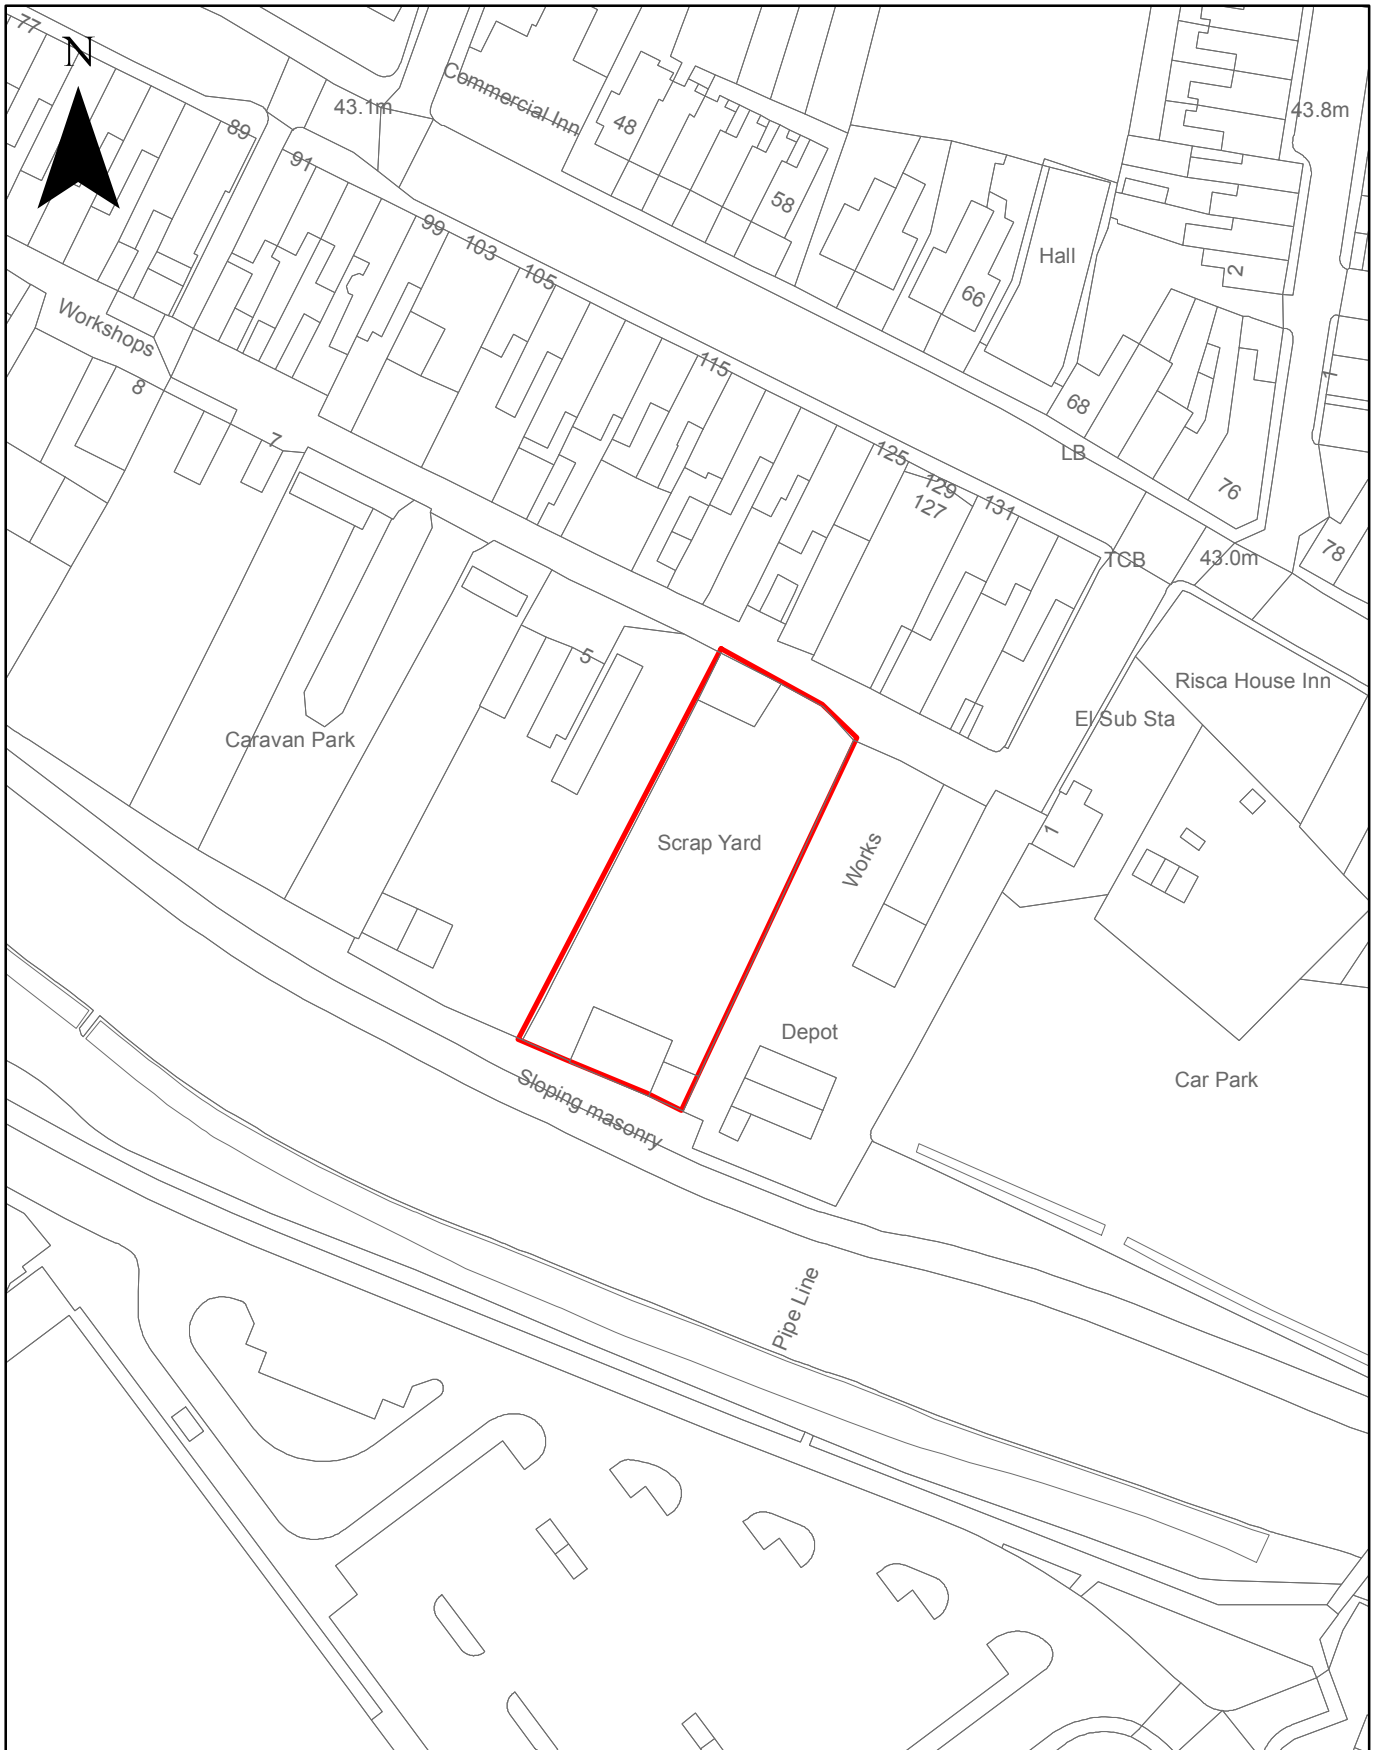 77
N
43.1m
Commercial Inn
48
43.8m
89
91
58
99
103
105
Hall
2
66
Workshops
8
115
1
68
7
LB
125
129
127
131
76
TCB
43.0m
78
5
Risca House Inn
El Sub Sta
Caravan Park
Scrap Yard
Works
1
Depot
Sloping masonry
Car Park
Pipe Line